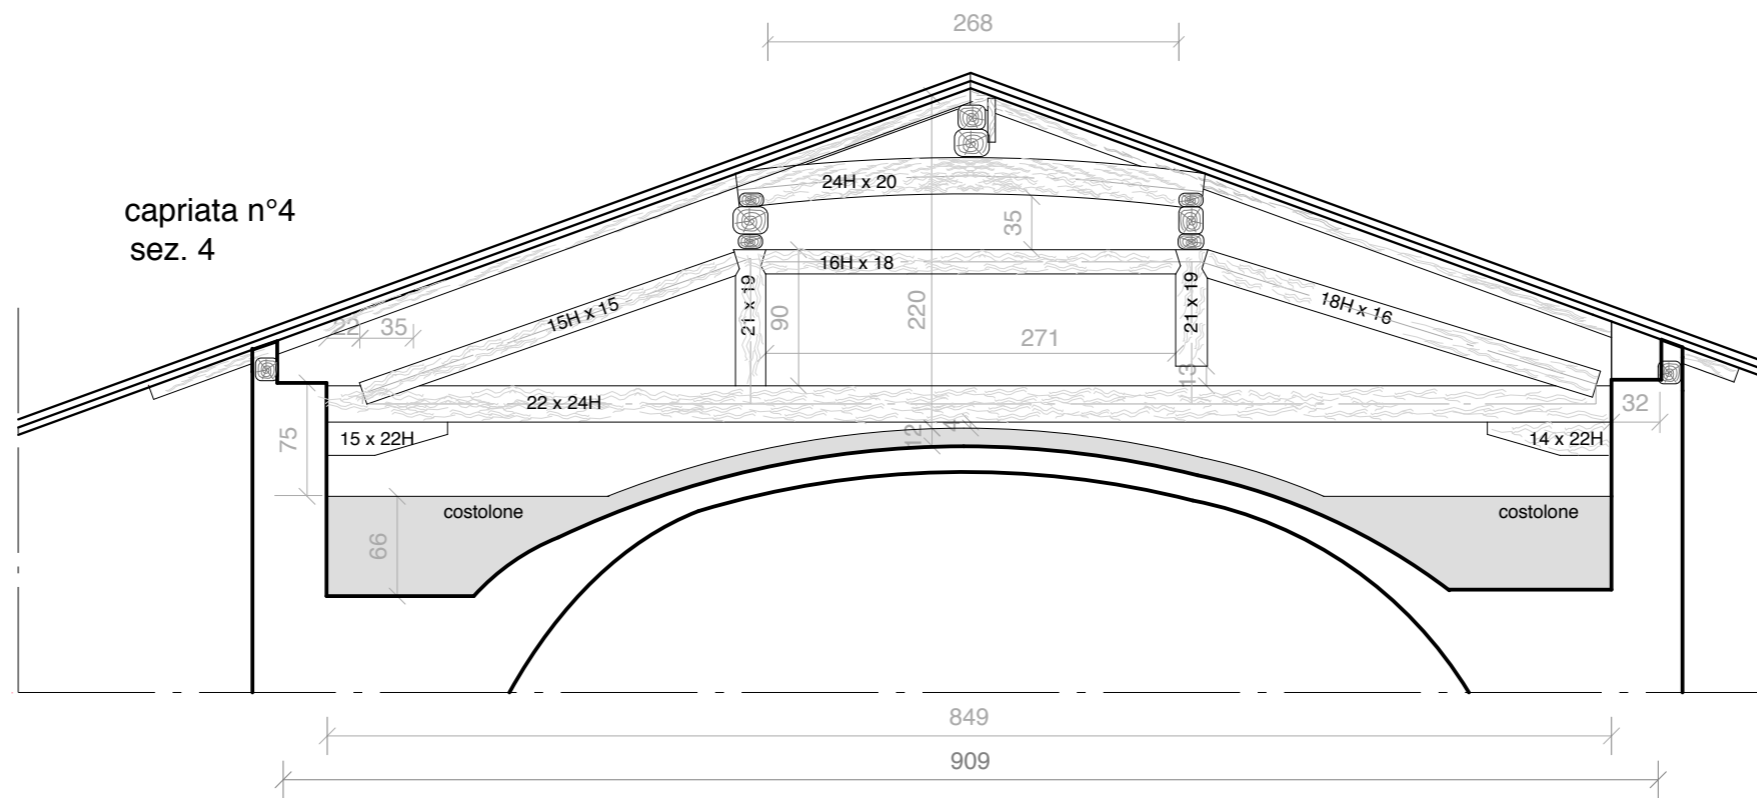 268
capriata n°4
sez. 4
24H x 20
35
16H x 18
15H x 15
21 x 19
90
220
21 x 19
18H x 16
22
35
271
13
22 x 24H
32
75
15 x 22H
12
4
14 x 22H
costolone
costolone
66
849
909